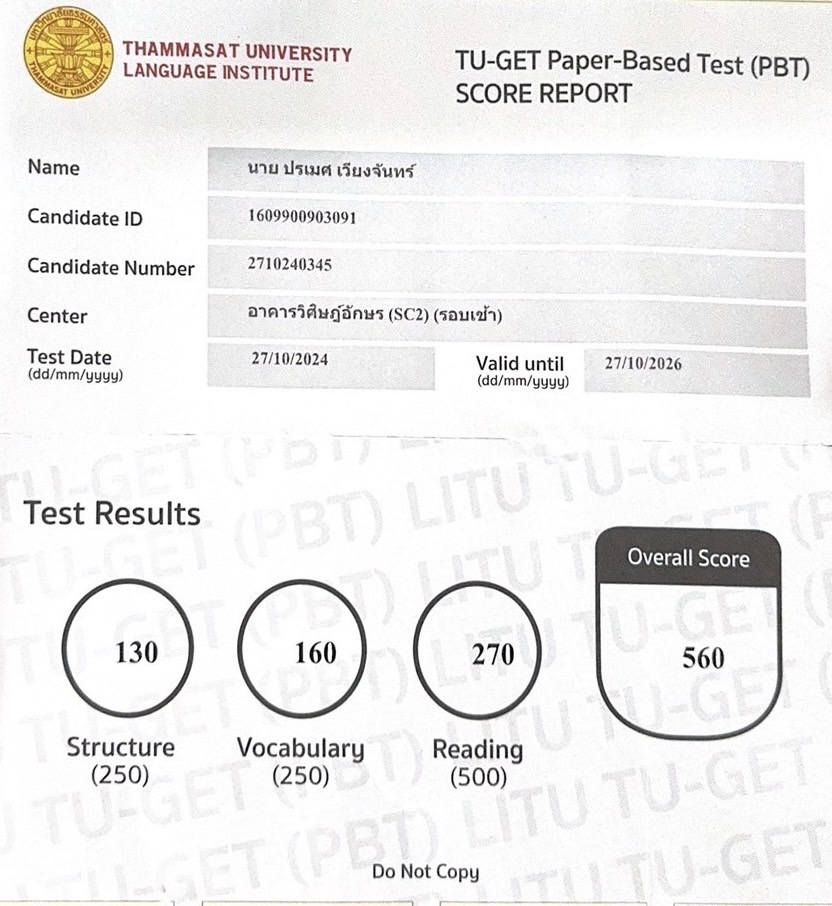 THAMMASAT UNIVERSITY
LANGUAGE INSTITUTE
TU-GET Paper-Based Test (PBT)
SCORE REPORT
Name นาย ปรเมศ เวียงจันทร์
Candidate ID 1609900903091
Candidate Number 2710240345
Center อาคารวิศิษฎ์อักษร (SC2) (รอบเช้า)
Test Date 27/10/2024 Valid until 27/10/2026
(dd/mm/yyyy) (dd/mm/yyyy)
Test Results
Overall Score
130 160 270 560
Structure Vocabulary Reading
(250) (250) (500)
Do Not Copy